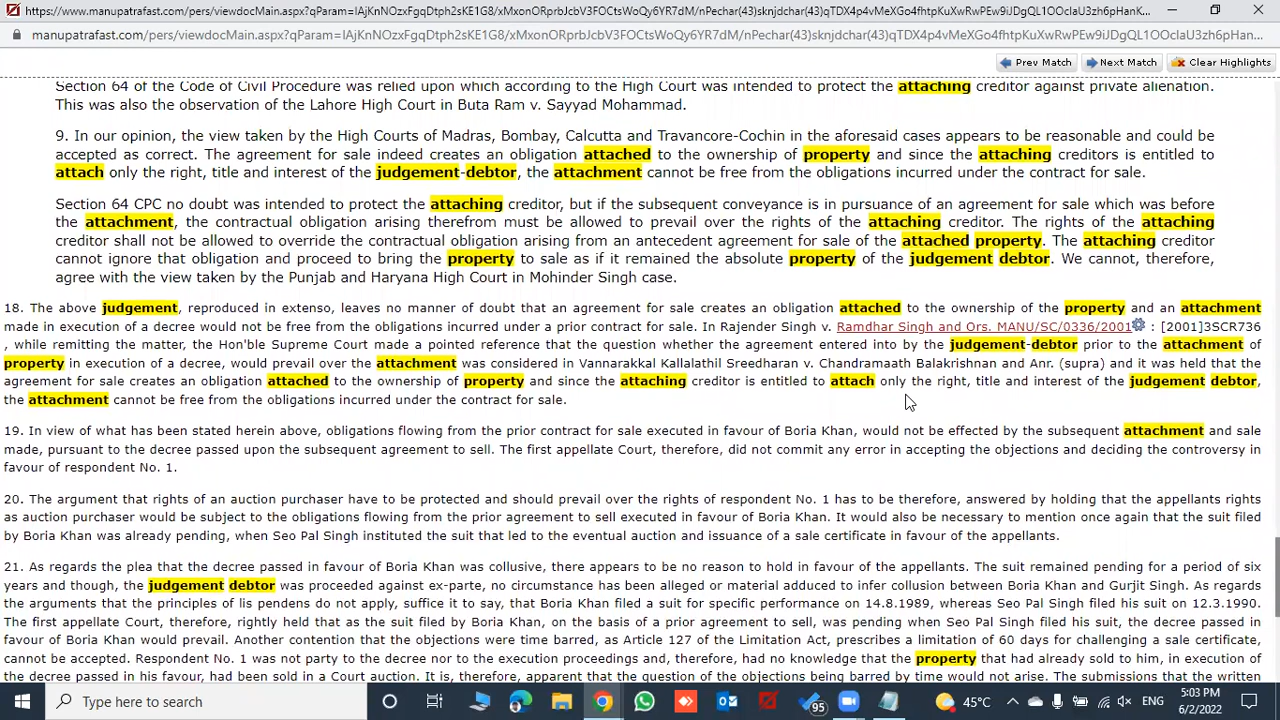 https://www.manupatrafast.com/pers/viewdocMain.aspx?qParam=IAjKnNOzxFgqDtph2sKE1G8/xMxonORprbJcbV3FOCtsWoQy6YR7dM/nPechar(43)sknjdchar(43)qTDX4p4vMeXGo4fhtpKuXwRwPEw9iJDgQL1OOclaU3zh6pHanK...
manupatrafast.com/pers/viewdocMain.aspx?qParam=IAjKnNOzxFgqDtph2sKE1G8/xMxonORprbJcbV3FOCtsWoQy6YR7dM/nPechar(43)sknjdchar(43)qTDX4p4vMeXGo4fhtpKuXwRwPEw9iJDgQL1OOclaU3zh6pHan...
Prev Match Next Match Clear Highlights
Section 64 of the Code of Civil Procedure was relied upon which according to the High Court was intended to protect the attaching creditor against private alienation.
This was also the observation of the Lahore High Court in Buta Ram v. Sayyad Mohammad.
9. In our opinion, the view taken by the High Courts of Madras, Bombay, Calcutta and Travancore-Cochin in the aforesaid cases appears to be reasonable and could be
accepted as correct. The agreement for sale indeed creates an obligation attached to the ownership of property and since the attaching creditors is entitled to
attach only the right, title and interest of the judgement-debtor, the attachment cannot be free from the obligations incurred under the contract for sale.
Section 64 CPC no doubt was intended to protect the attaching creditor, but if the subsequent conveyance is in pursuance of an agreement for sale which was before
the attachment, the contractual obligation arising therefrom must be allowed to prevail over the rights of the attaching creditor. The rights of the attaching
creditor shall not be allowed to override the contractual obligation arising from an antecedent agreement for sale of the attached property. The attaching creditor
cannot ignore that obligation and proceed to bring the property to sale as if it remained the absolute property of the judgement debtor. We cannot, therefore,
agree with the view taken by the Punjab and Haryana High Court in Mohinder Singh case.
18. The above judgement, reproduced in extenso, leaves no manner of doubt that an agreement for sale creates an obligation attached to the ownership of the property and an attachment
made in execution of a decree would not be free from the obligations incurred under a prior contract for sale. In Rajender Singh v. Ramdhar Singh and Ors. MANU/SC/0336/2001 : [2001]3SCR736
, while remitting the matter, the Hon'ble Supreme Court made a pointed reference that the question whether the agreement entered into by the judgement-debtor prior to the attachment of
property in execution of a decree, would prevail over the attachment was considered in Vannarakkal Kallalathil Sreedharan v. Chandramaath Balakrishnan and Anr. (supra) and it was held that the
agreement for sale creates an obligation attached to the ownership of property and since the attaching creditor is entitled to attach only the right, title and interest of the judgement debtor,
the attachment cannot be free from the obligations incurred under the contract for sale.
19. In view of what has been stated herein above, obligations flowing from the prior contract for sale executed in favour of Boria Khan, would not be effected by the subsequent attachment and sale
made, pursuant to the decree passed upon the subsequent agreement to sell. The first appellate Court, therefore, did not commit any error in accepting the objections and deciding the controversy in
favour of respondent No. 1.
20. The argument that rights of an auction purchaser have to be protected and should prevail over the rights of respondent No. 1 has to be therefore, answered by holding that the appellants rights
as auction purchaser would be subject to the obligations flowing from the prior agreement to sell executed in favour of Boria Khan. It would also be necessary to mention once again that the suit filed
by Boria Khan was already pending, when Seo Pal Singh instituted the suit that led to the eventual auction and issuance of a sale certificate in favour of the appellants.
21. As regards the plea that the decree passed in favour of Boria Khan was collusive, there appears to be no reason to hold in favour of the appellants. The suit remained pending for a period of six
years and though, the judgement debtor was proceeded against ex-parte, no circumstance has been alleged or material adduced to infer collusion between Boria Khan and Gurjit Singh. As regards
the arguments that the principles of lis pendens do not apply, suffice it to say, that Boria Khan filed a suit for specific performance on 14.8.1989, whereas Seo Pal Singh filed his suit on 12.3.1990.
The first appellate Court, therefore, rightly held that as the suit filed by Boria Khan, on the basis of a prior agreement to sell, was pending when Seo Pal Singh filed his suit, the decree passed in
favour of Boria Khan would prevail. Another contention that the objections were time barred, as Article 127 of the Limitation Act, prescribes a limitation of 60 days for challenging a sale certificate,
cannot be accepted. Respondent No. 1 was not party to the decree nor to the execution proceedings and, therefore, had no knowledge that the property that had already sold to him, in execution of
the decree passed in his favour, had been sold in a Court auction. It is, therefore, apparent that the question of the objections being barred by time would not arise. The submissions that the written
Type here to search
95
45°C
ENG
5:03 PM
6/2/2022